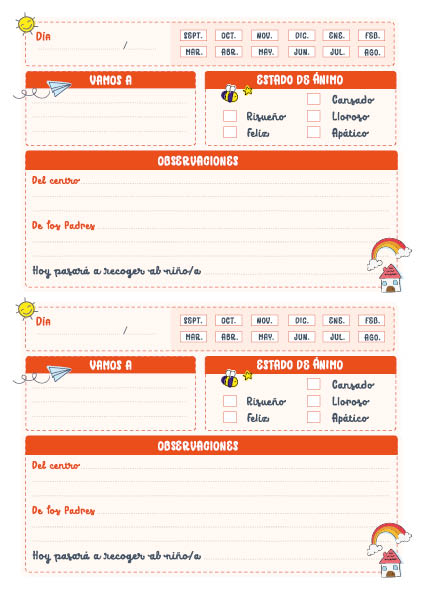 Día
SEPT. OCT. NOV. DIC. ENE. FEB.
/
MAR. ABR. MAY. JUN. JUL. AGO.
VAMOS A
ESTADO DE ÁNIMO
Cansado
Risueño Lloroso
Feliz Apático
OBSERVACIONES
Del centro
De los Padres
Hoy pasará a recoger al niño/a
Día
SEPT. OCT. NOV. DIC. ENE. FEB.
/
MAR. ABR. MAY. JUN. JUL. AGO.
VAMOS A
ESTADO DE ÁNIMO
Cansado
Risueño Lloroso
Feliz Apático
OBSERVACIONES
Del centro
De los Padres
Hoy pasará a recoger al niño/a